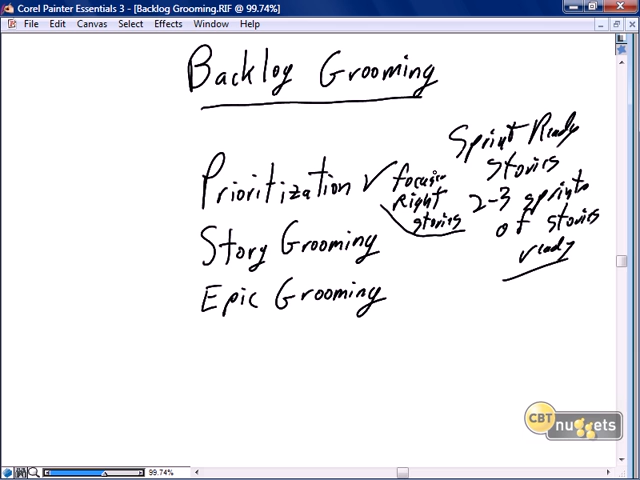 Corel Painter Essentials 3 - [Backlog Grooming.RIF @ 99.74%]
File Edit Canvas Select Effects Window Help
Backlog Grooming
Prioritization
focus
Right
stories
Story Grooming
Epic Grooming
Sprint Ready
stories
2-3 sprints
of stories
ready
CBT nuggets
99.74%